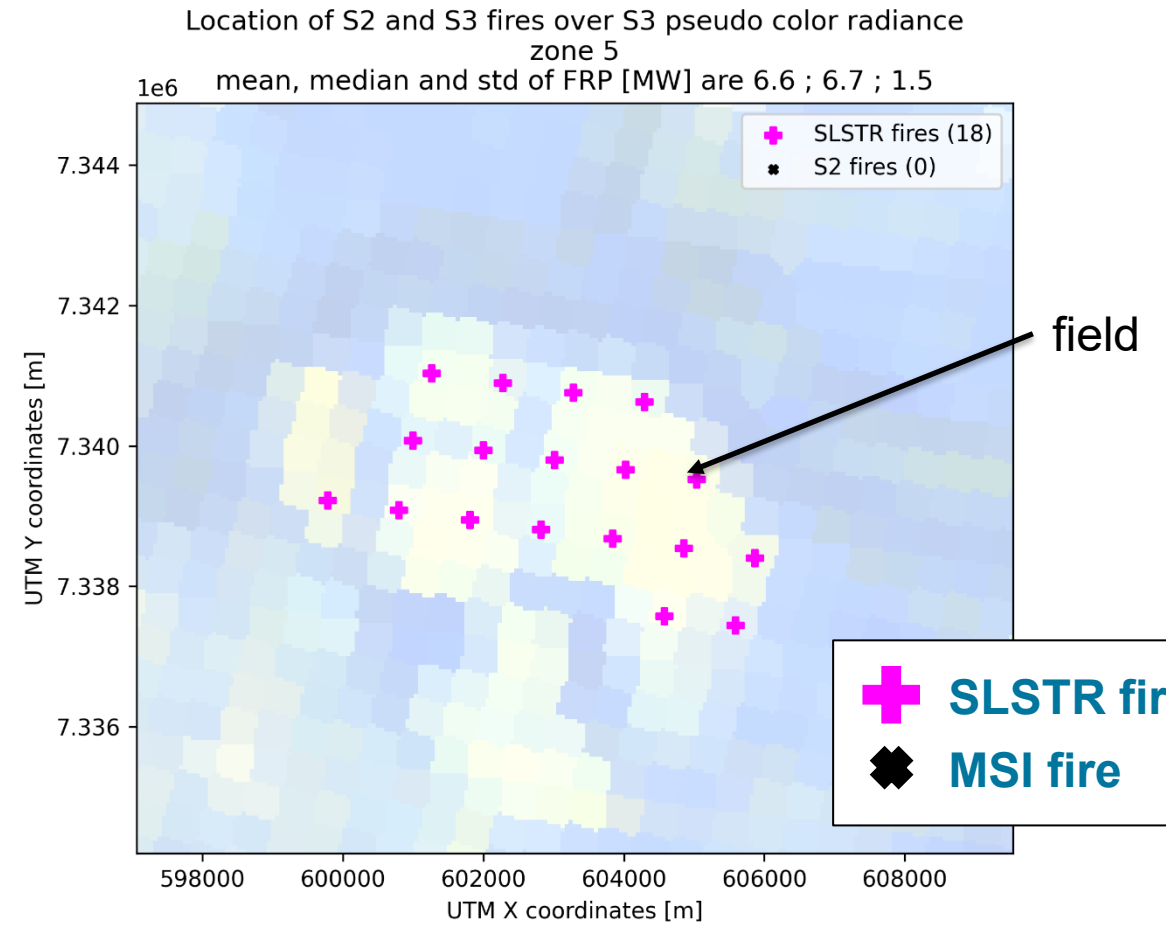 Location of S2 and S3 fires over S3 pseudo color radiance
zone 5
mean, median and std of FRP [MW] are 6.6 ; 6.7 ; 1.5
1e6
SLSTR fires (18)
S2 fires (0)
7.344
7.342
7.340
7.338
7.336
UTM Y coordinates [m]
field
SLSTR fir
MSI fire
598000 600000 602000 604000 606000 608000
UTM X coordinates [m]